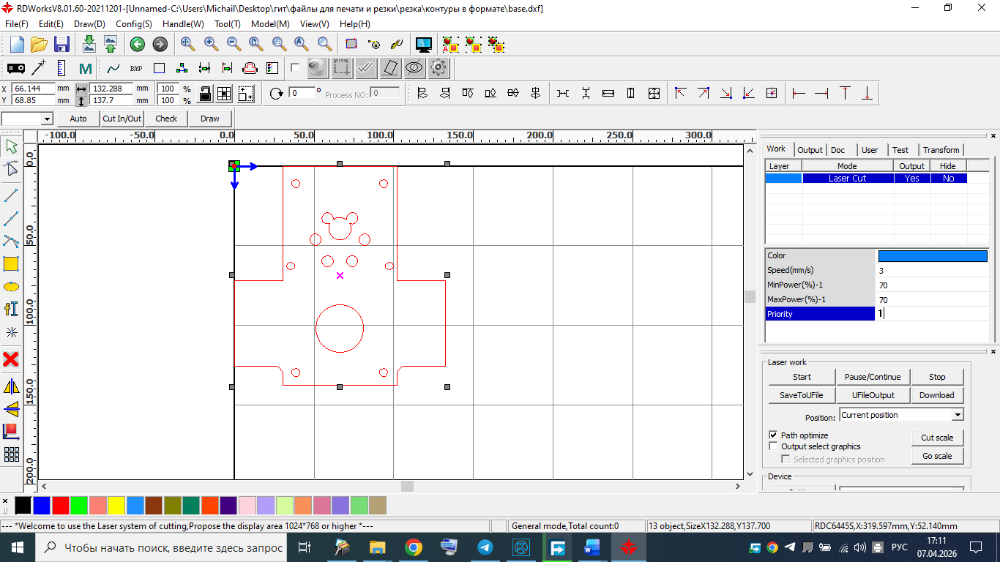 RDWorksV8.01.60-20211201-[Unnamed-C:\Users\Michail\Desktop\гит\файлы для печати и резки\резка\контуры в формате\base.dxf]
File(F) Edit(E) Draw(D) Config(S) Handle(W) Tool(T) Model(M) View(V) Help(H)
BMP
X 66.144 mm 132.288 mm 100 %
Y 68.85 mm 137.7 mm 100 %
0 ° Process NO: 0
Auto Cut In/Out Check Draw
-100.0 -50.0 0.0 50.0 100.0 150.0 200.0 250.0 300.0
0.0
50.0
100.0
150.0
200.0
Work Output Doc User Test Transform
Layer Mode Output Hide
Laser Cut Yes No
Color
Speed(mm/s) 3
MinPower(%)-1 70
MaxPower(%)-1 70
Priority 1
Laser work
Start Pause/Continue Stop
SaveToUFile UFileOutput Download
Position: Current position
Path optimize
Output select graphics
Selected graphics position
Cut scale
Go scale
Device
--- *Welcome to use the Laser system of cutting,Propose the display area 1024*768 or higher *---
General mode,Total count:0
13 object,SizeX132.288,Y137.700
RDC6445S,X:319.597mm,Y:52.140mm
Чтобы начать поиск, введите здесь запрос
РУС
17:11
07.04.2026